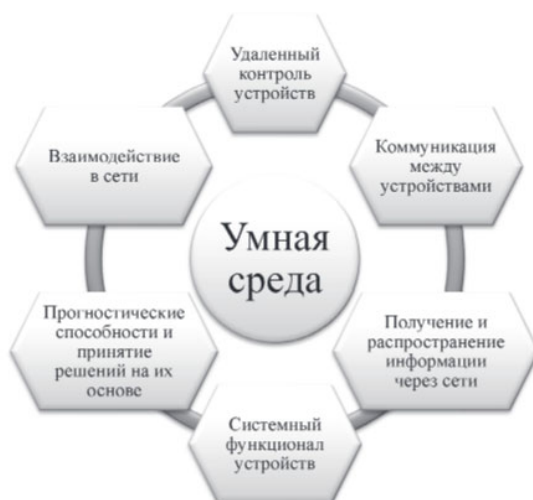 Удаленный
контроль
устройств
Коммуникация
между
устройствами
Получение и
распространение
информации
через сети
Системный
функционал
устройств
Прогностические
способности и
принятие
решений на их
основе
Взаимодействие
в сети
Умная
среда